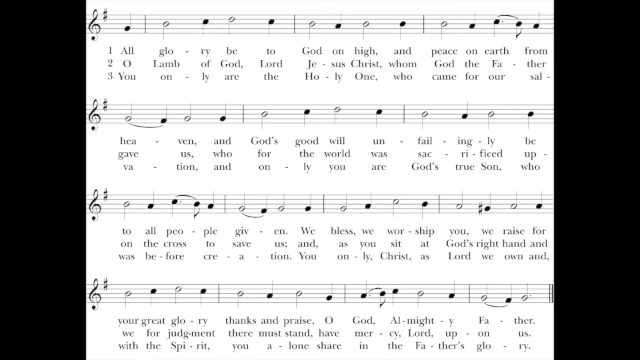 1 All glo - ry be to God on high, and peace on earth from
2 O Lamb of God, Lord Je - sus Christ, whom God the Fa - ther
3 You on - ly are the Ho - ly One, who came for our sal -
hea - ven, and God's good will un - fail - ing - ly be
gave us, who for the world was sac - ri - ficed up -
va - tion, and on - ly you are God's true Son, who
to all peo - ple giv - en. We bless, we wor - ship you, we raise for
on the cross to save us; and, as you sit at God's right hand and
was be - fore cre - a - tion. You on - ly, Christ, as Lord we own and,
your great glo - ry thanks and praise, O God, Al - might - y Fa - ther.
we for judg - ment there must stand, have mer - cy, Lord, up - on us.
with the Spir - it, you a - lone share in the Fa - ther's glo - ry.